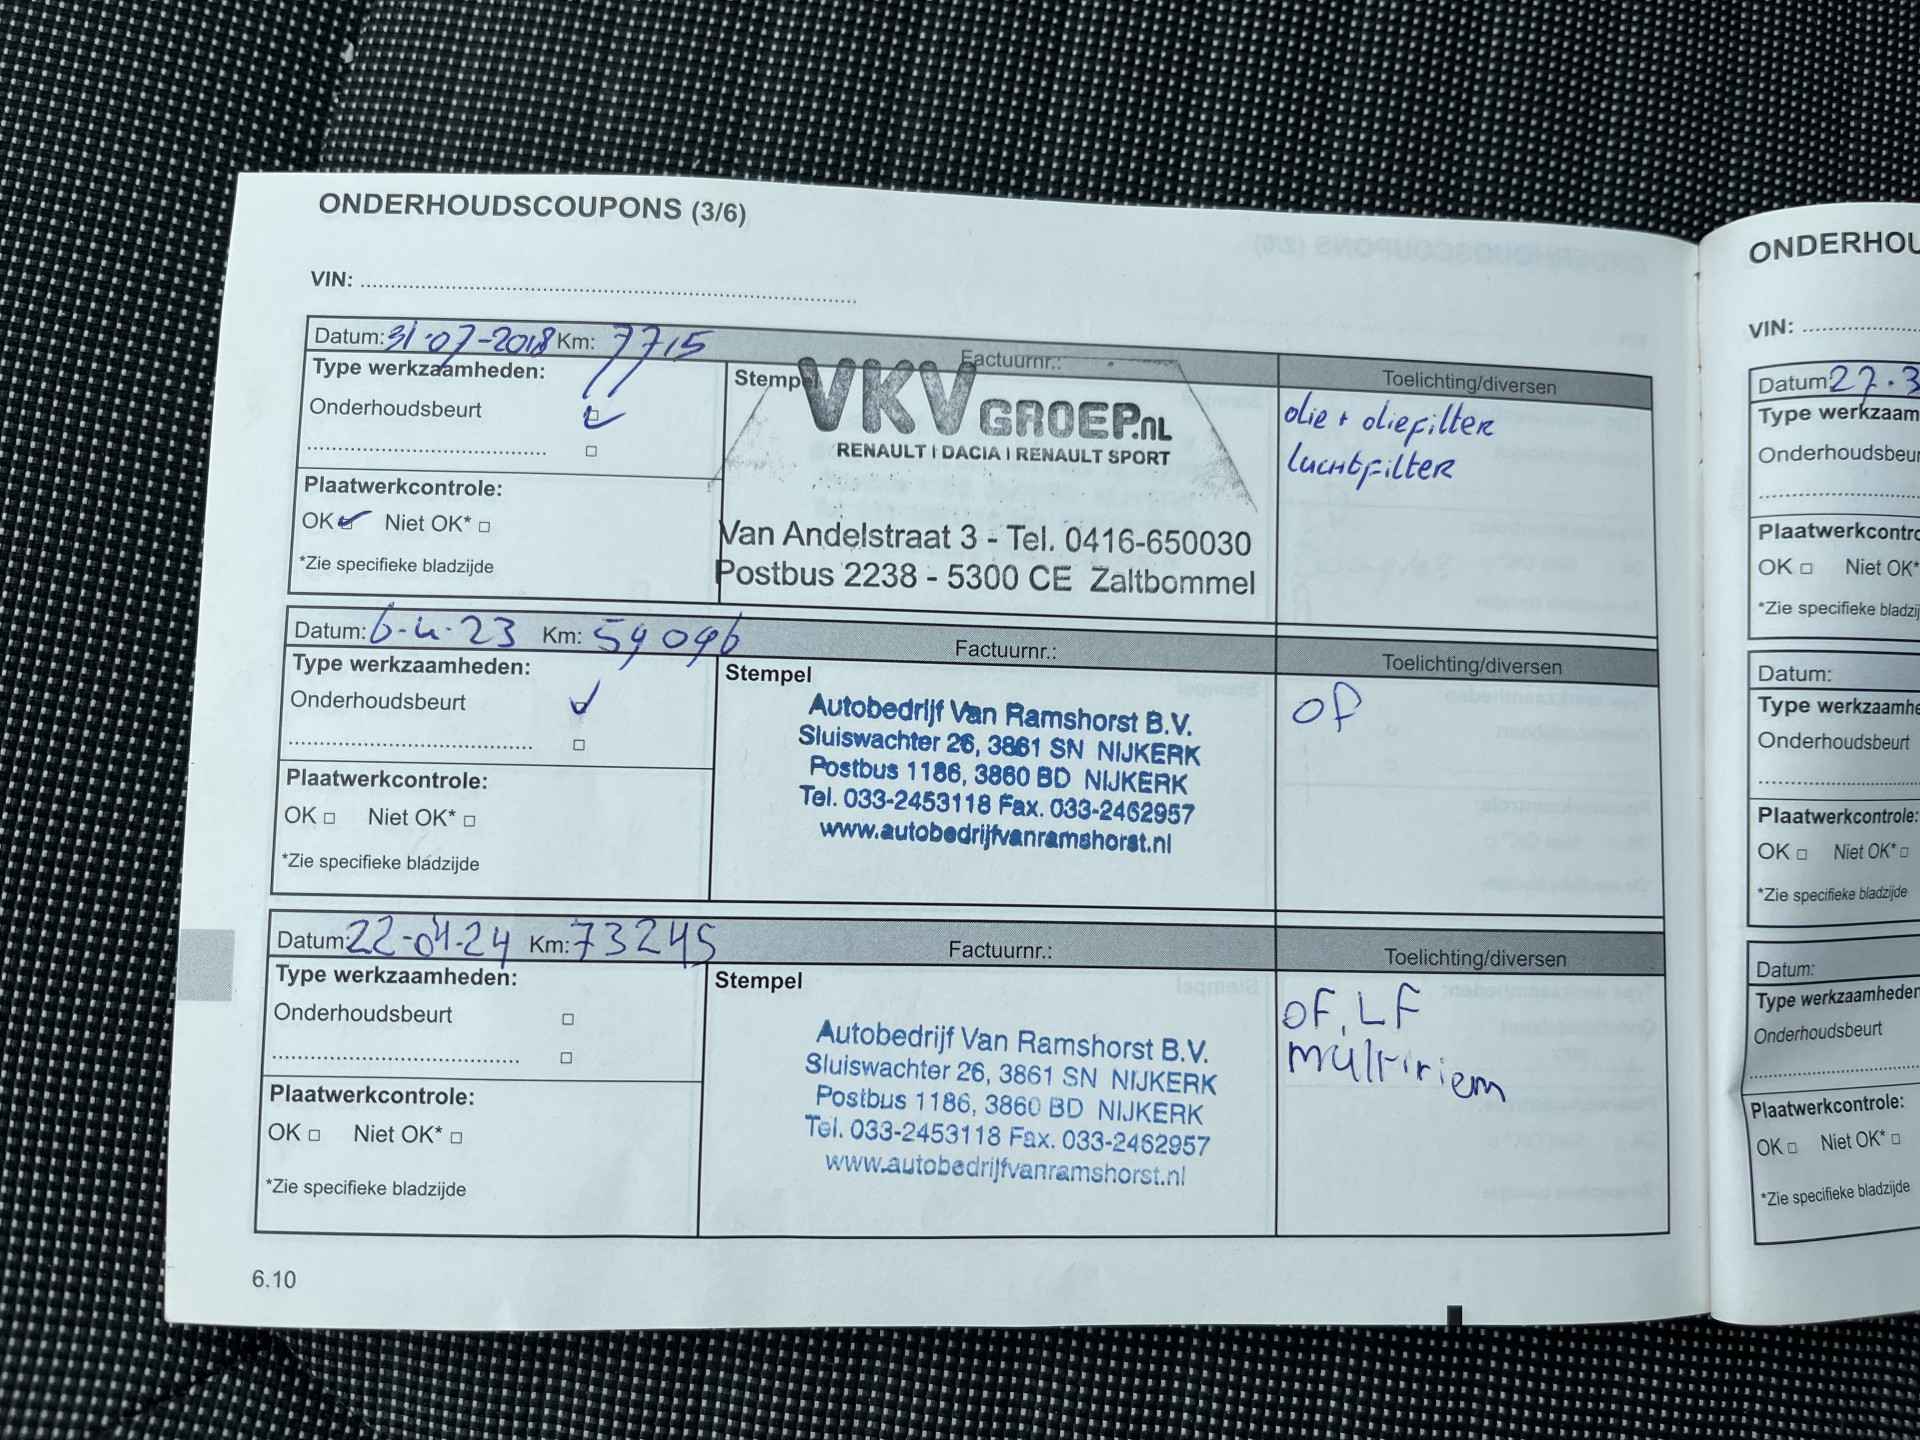 ONDERHOUDSCOUPONS (3/6)
VIN:
Datum: 31-07-2018 Km: 7715
Factuurnr.:
Toelichting/diversen
Type werkzaamheden:
Onderhoudsbeurt
Stempel
VKV GROEP.NL
RENAULT | DACIA | RENAULT SPORT
Van Andelstraat 3 - Tel. 0416-650030
Postbus 2238 - 5300 CE Zaltbommel
olie + oliefilter
luchtfilter
Plaatwerkcontrole:
OK Niet OK*
*Zie specifieke bladzijde
Datum: 6-4-23 Km: 59096
Factuurnr.:
Toelichting/diversen
Type werkzaamheden:
Onderhoudsbeurt
Stempel
Autobedrijf Van Ramshorst B.V.
Sluiswachter 26, 3861 SN NIJKERK
Postbus 1186, 3860 BD NIJKERK
Tel. 033-2453118 Fax. 033-2462957
www.autobedrijfvanramshorst.nl
OF
Plaatwerkcontrole:
OK Niet OK*
*Zie specifieke bladzijde
Datum: 22-04-24 Km: 73245
Factuurnr.:
Toelichting/diversen
Type werkzaamheden:
Onderhoudsbeurt
Stempel
Autobedrijf Van Ramshorst B.V.
Sluiswachter 26, 3861 SN NIJKERK
Postbus 1186, 3860 BD NIJKERK
Tel. 033-2453118 Fax. 033-2462957
www.autobedrijfvanramshorst.nl
OF, LF
multiriem
Plaatwerkcontrole:
OK Niet OK*
*Zie specifieke bladzijde
6.10
ONDERHOU
VIN:
Datum: 27-3
Type werkzaam
Onderhoudsbeur
Plaatwerkcontro
OK Niet OK*
*Zie specifieke bladzij
Datum:
Type werkzaamhe
Onderhoudsbeurt
Plaatwerkcontrole:
OK Niet OK*
*Zie specifieke bladzijde
Datum:
Type werkzaamheden
Onderhoudsbeurt
Plaatwerkcontrole:
OK Niet OK*
*Zie specifieke bladzijde